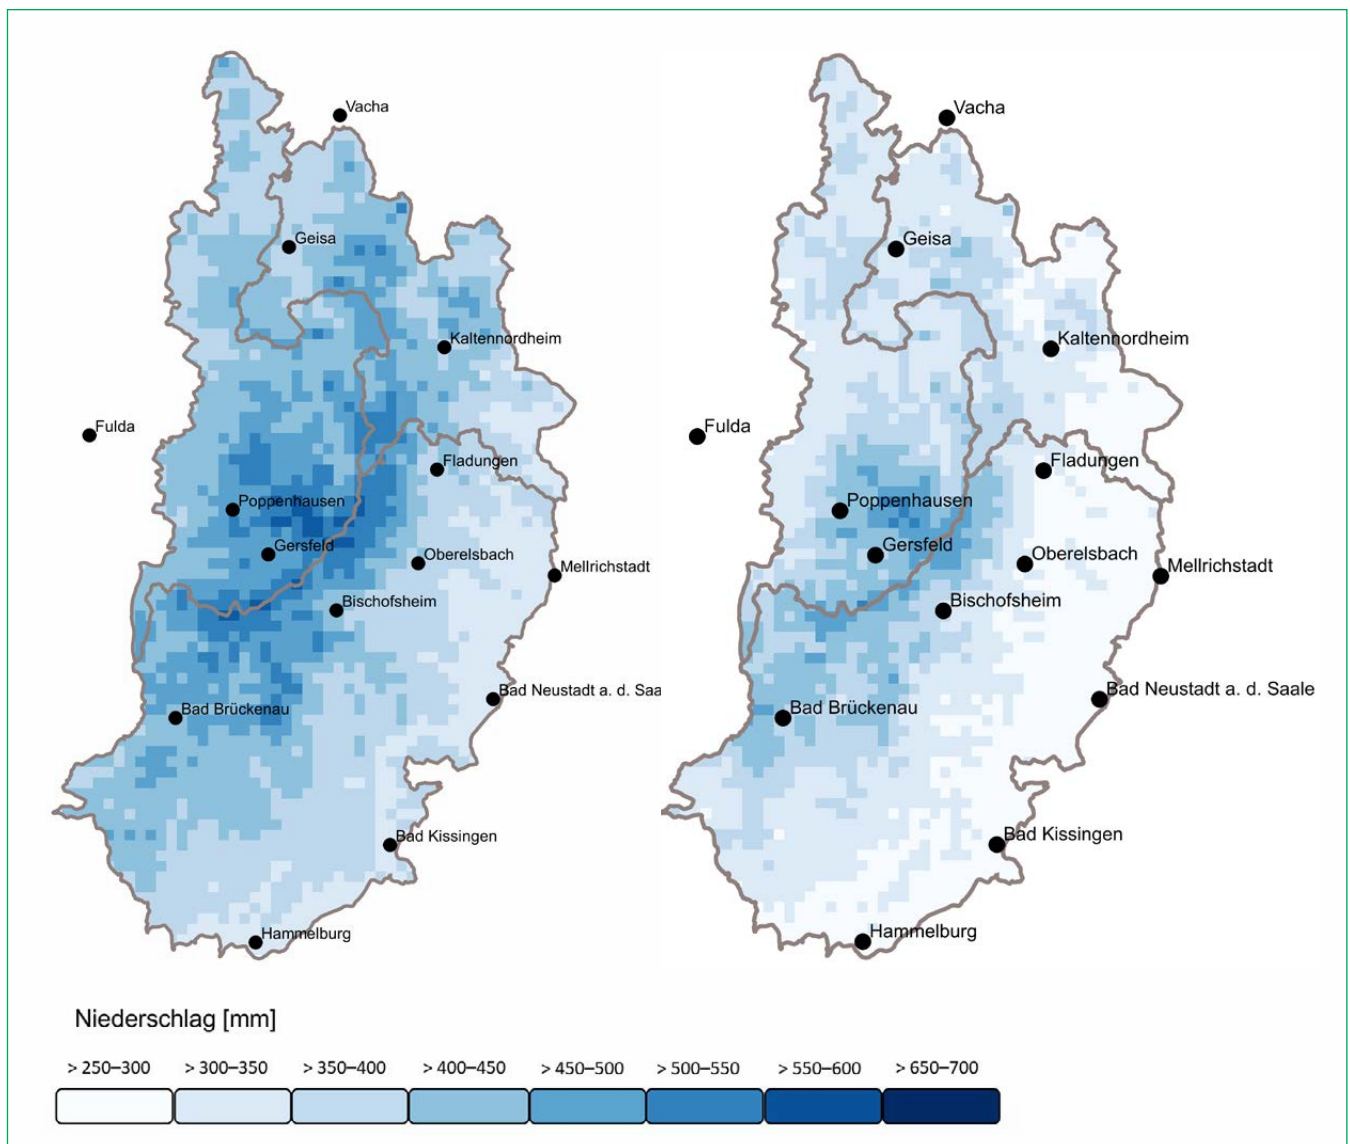 Vacha
Geisa
Kaltennordheim
Fulda
Fladungen
Poppenhausen
Gersfeld
Oberelsbach
Mellrichstadt
Bischofsheim
Bad Neustadt a. d. Saa
Bad Brückenau
Bad Kissingen
Hammelburg
Vacha
Geisa
Kaltennordheim
Fulda
Fladungen
Poppenhausen
Gersfeld
Oberelsbach
Mellrichstadt
Bischofsheim
Bad Neustadt a. d. Saale
Bad Brückenau
Bad Kissingen
Hammelburg
Niederschlag [mm]
> 250–300 > 300–350 > 350–400 > 400–450 > 450–500 > 500–550 > 550–600 > 650–700